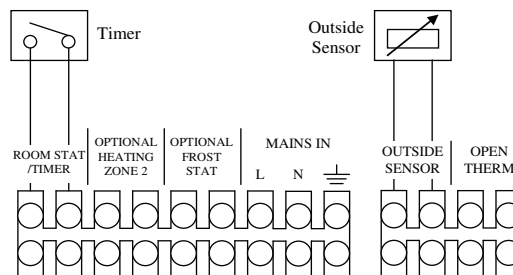 Timer
Outside
Sensor
ROOM STAT
/TIMER
OPTIONAL
HEATING
ZONE 2
OPTIONAL
FROST
STAT
MAINS IN
L N
OUTSIDE
SENSOR
OPEN
THERM